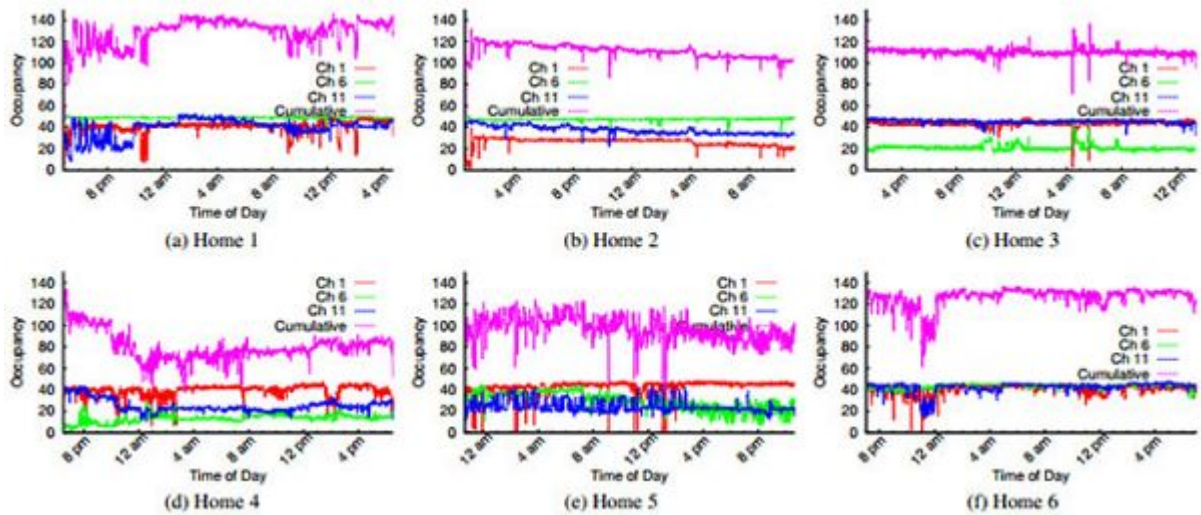 140
120
100
80
60
40
20
0
Occupancy
Ch 1
Ch 6
Ch 11
Cumulative
8 pm
12 am
4 am
8 am
12 pm
4 pm
Time of Day
(a) Home 1
140
120
100
80
60
40
20
0
Occupancy
Ch 1
Ch 6
Ch 11
Cumulative
4 pm
8 pm
12 am
4 am
8 am
Time of Day
(b) Home 2
140
120
100
80
60
40
20
0
Occupancy
Ch 1
Ch 6
Ch 11
Cumulative
4 pm
8 pm
12 am
4 am
8 am
12 pm
Time of Day
(c) Home 3
140
120
100
80
60
40
20
0
Occupancy
Ch 1
Ch 6
Ch 11
Cumulative
8 pm
12 am
4 am
8 am
12 pm
4 pm
Time of Day
(d) Home 4
140
120
100
80
60
40
20
0
Occupancy
Ch 1
Ch 6
Ch 11
Cumulative
12 am
4 am
8 am
12 pm
4 pm
8 pm
Time of Day
(e) Home 5
140
120
100
80
60
40
20
0
Occupancy
Ch 1
Ch 6
Ch 11
Cumulative
8 pm
12 am
4 am
8 am
12 pm
4 pm
Time of Day
(f) Home 6